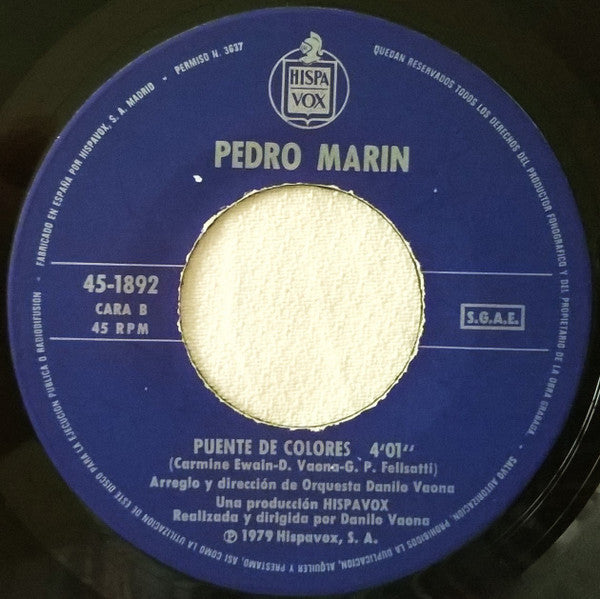 HISPA
VOX
PEDRO MARIN
45-1892
CARA B
45 RPM
S.G.A.E.
PUENTE DE COLORES 4'01"
(Carmine Ewain-D. Vaona-G. P. Felisatti)
Arreglo y dirección de Orquesta Danilo Vaona
Una producción HISPAVOX
Realizada y dirigida por Danilo Vaona
℗ 1979 Hispavox, S. A.
FABRICADO EN ESPAÑA POR HISPAVOX, S. A. MADRID - PERMISO N. 3637
QUEDAN RESERVADOS TODOS LOS DERECHOS DEL PRODUCTOR FONOGRAFICO Y DEL PROPIETARIO DE LA OBRA GRABADA. - SALVO AUTORIZACION, PROHIBIDOS LA DUPLICACION, ALQUILER Y PRESTAMO, ASI COMO LA UTILIZACION DE ESTE DISCO PARA LA EJECUCION PUBLICA O RADIODIFUSION -